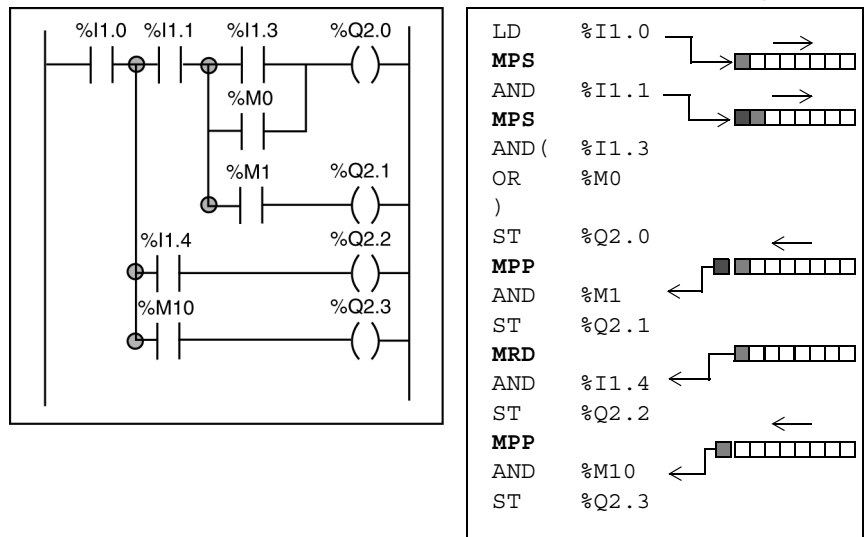 %I1.0 %I1.1 %I1.3 %Q2.0
%M0
%M1 %Q2.1
%I1.4 %Q2.2
%M10 %Q2.3
LD %I1.0
MPS
AND %I1.1
MPS
AND( %I1.3
OR %M0
)
ST %Q2.0
MPP
AND %M1
ST %Q2.1
MRD
AND %I1.4
ST %Q2.2
MPP
AND %M10
ST %Q2.3